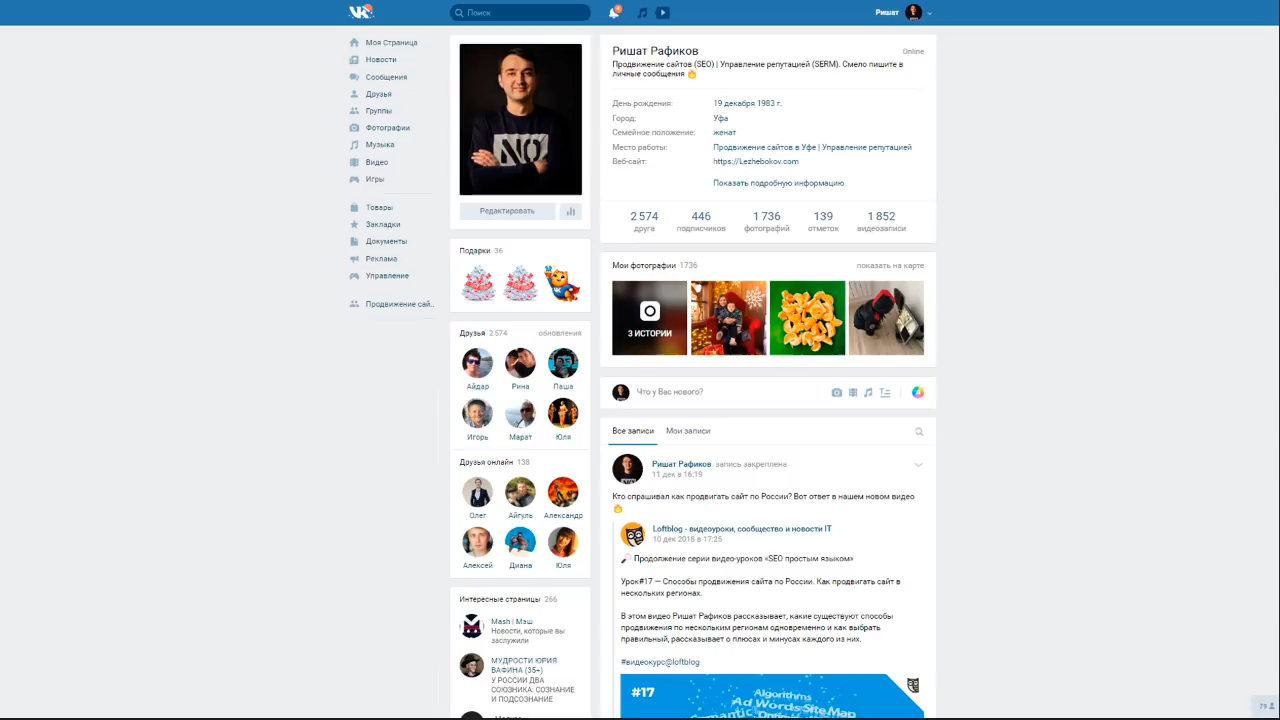 Поиск
4
Ришат
Моя Страница
Новости
Сообщения
Друзья
Группы
Фотографии
Музыка
Видео
Игры
Товары
Закладки
Документы
Реклама
Управление
Продвижение сай..
NO
Редактировать
Подарки 36
Друзья 2 574 обновления
Айдар Рина Паша
Игорь Марат Юля
Друзья онлайн 138
Олег Айгуль Александр
Алексей Диана Юля
Интересные страницы 266
Mash | Мэш
Новости, которые вы
заслужили
МУДРОСТИ ЮРИЯ
ВАФИНА (35+)
У РОССИИ ДВА
СОЮЗНИКА: СОЗНАНИЕ
И ПОДСОЗНАНИЕ
Ришат Рафиков Online
Продвижение сайтов (SEO) | Управление репутацией (SERM). Смело пишите в
личные сообщения
День рождения: 19 декабря 1983 г.
Город: Уфа
Семейное положение: женат
Место работы: Продвижение сайтов в Уфе | Управление репутацией
Веб-сайт: https://Lezhebokov.com
Показать подробную информацию
2 574 446 1 736 139 1 852
друга подписчиков фотографий отметок видеозаписи
Мои фотографии 1736 показать на карте
3 ИСТОРИИ
Что у Вас нового?
Все записи Мои записи
Ришат Рафиков запись закреплена
11 дек в 16:19
Кто спрашивал как продвигать сайт по России? Вот ответ в нашем новом видео
Loftblog - видеоуроки, сообщество и новости IT
10 дек 2018 в 17:25
Продолжение серии видео-уроков «SEO простым языком»
Урок#17 — Способы продвижения сайта по России. Как продвигать сайт в
нескольких регионах.
В этом видео Ришат Рафиков рассказывает, какие существуют способы
продвижения по нескольким регионам одновременно и как выбрать
правильный, рассказывает о плюсах и минусах каждого из них.
#видеокурс@loftblog
#17
Algorithms
Ad Words SiteMap